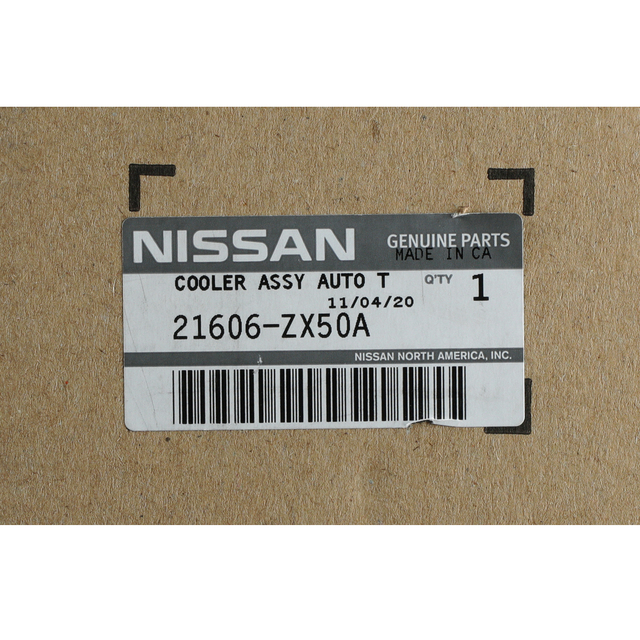 NISSAN GENUINE PARTS
MADE IN CA
COOLER ASSY AUTO T Q'TY 1
11/04/20
21606-ZX50A
NISSAN NORTH AMERICA, INC.